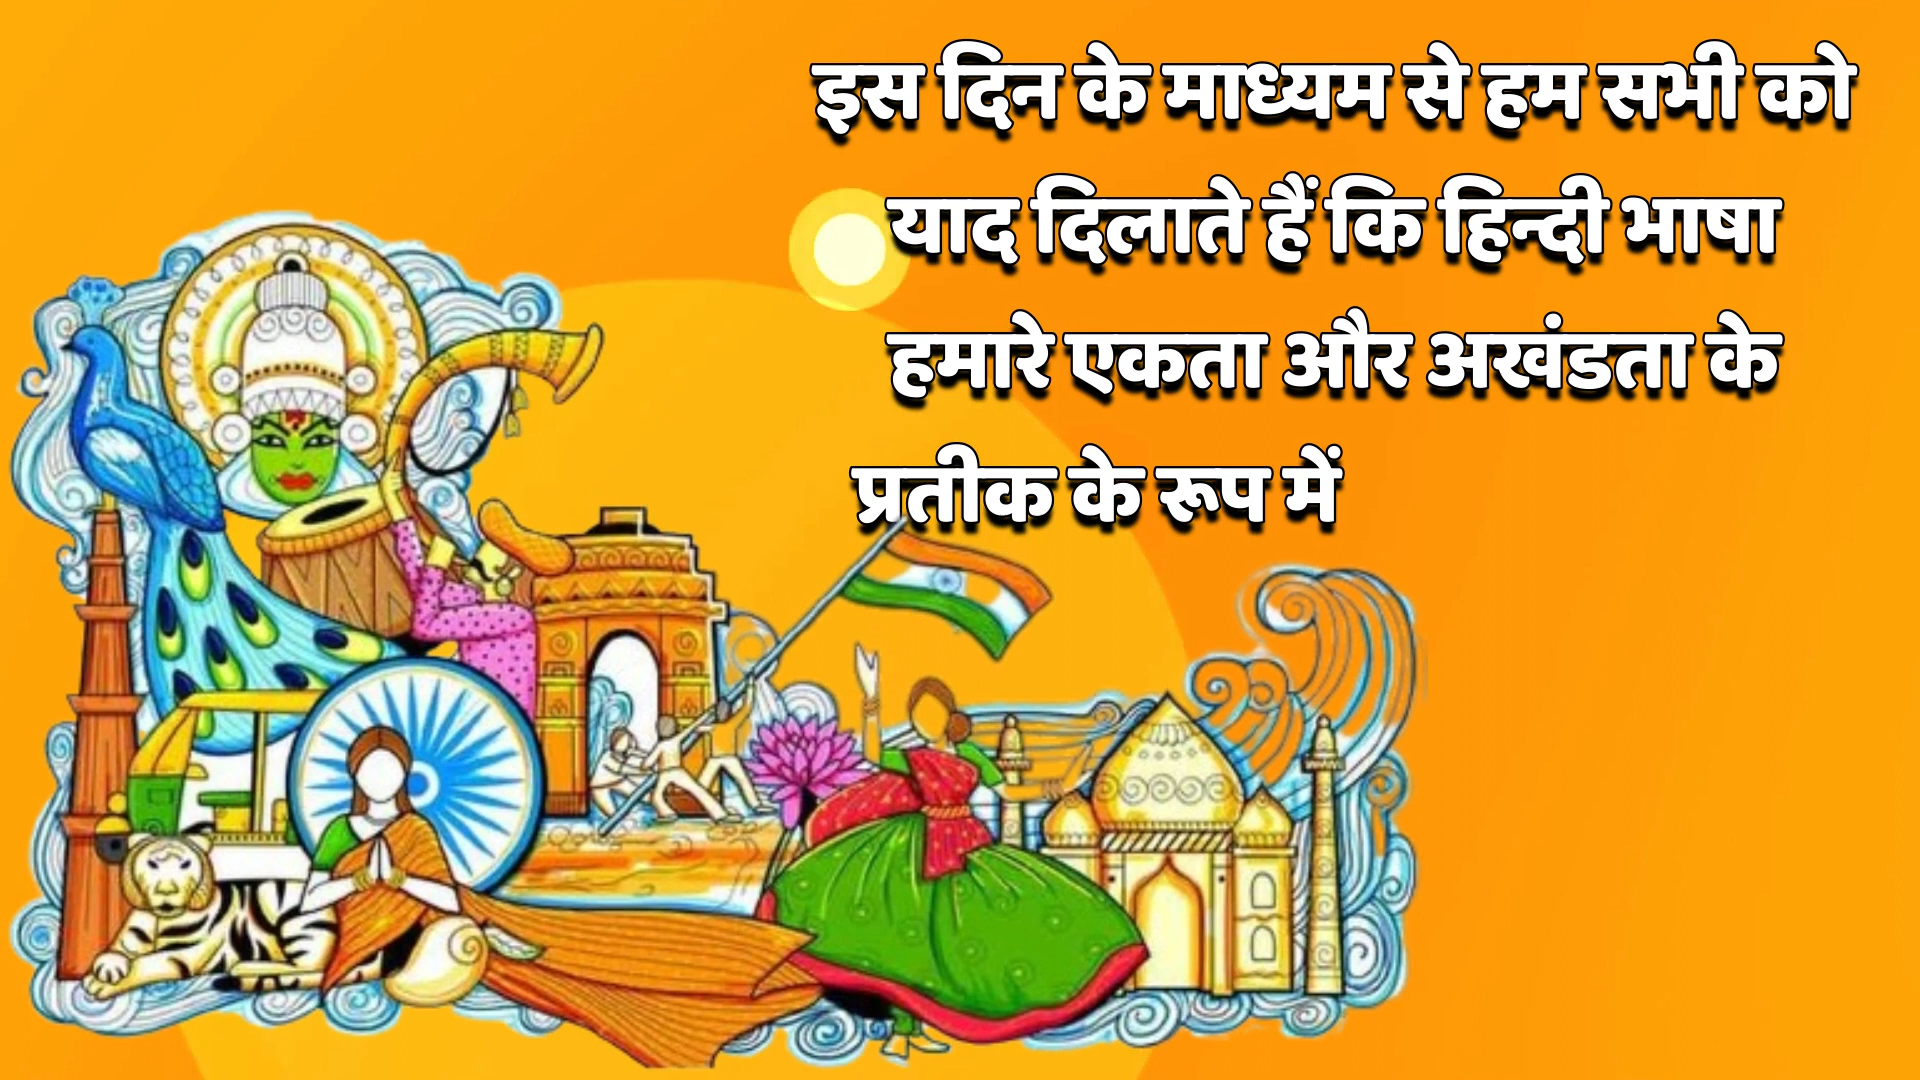 इस दिन के माध्यम से हम सभी को
याद दिलाते हैं कि हिन्दी भाषा
हमारे एकता और अखंडता के
प्रतीक के रूप में